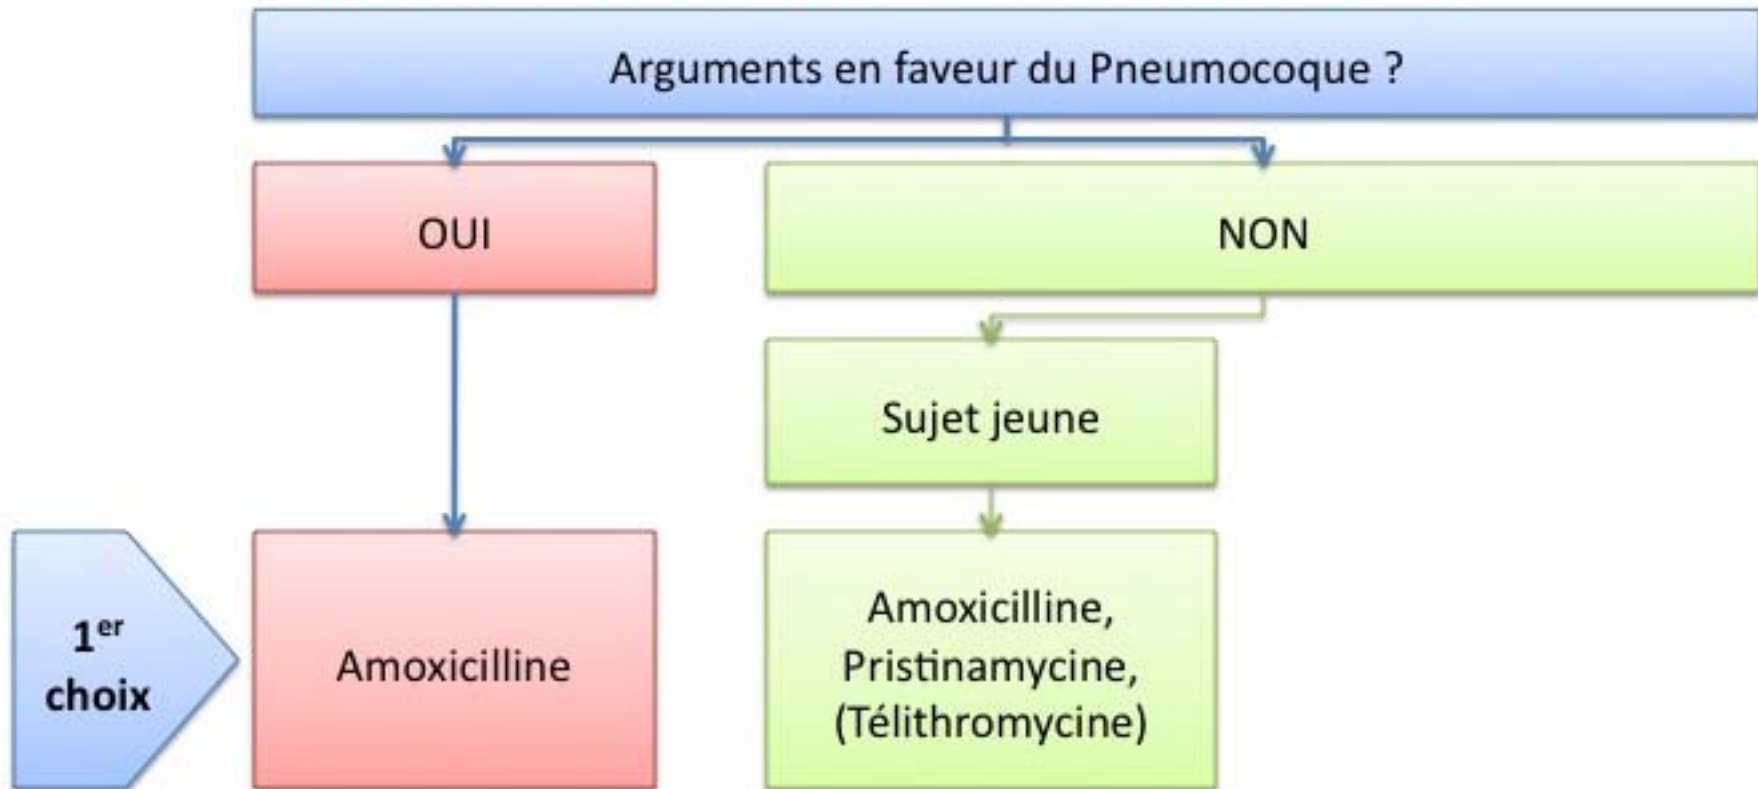 Arguments en faveur du Pneumocoque ?
OUI
NON
Sujet jeune
1er
choix
Amoxicilline
Amoxicilline,
Pristinamycine,
(Télithromycine)